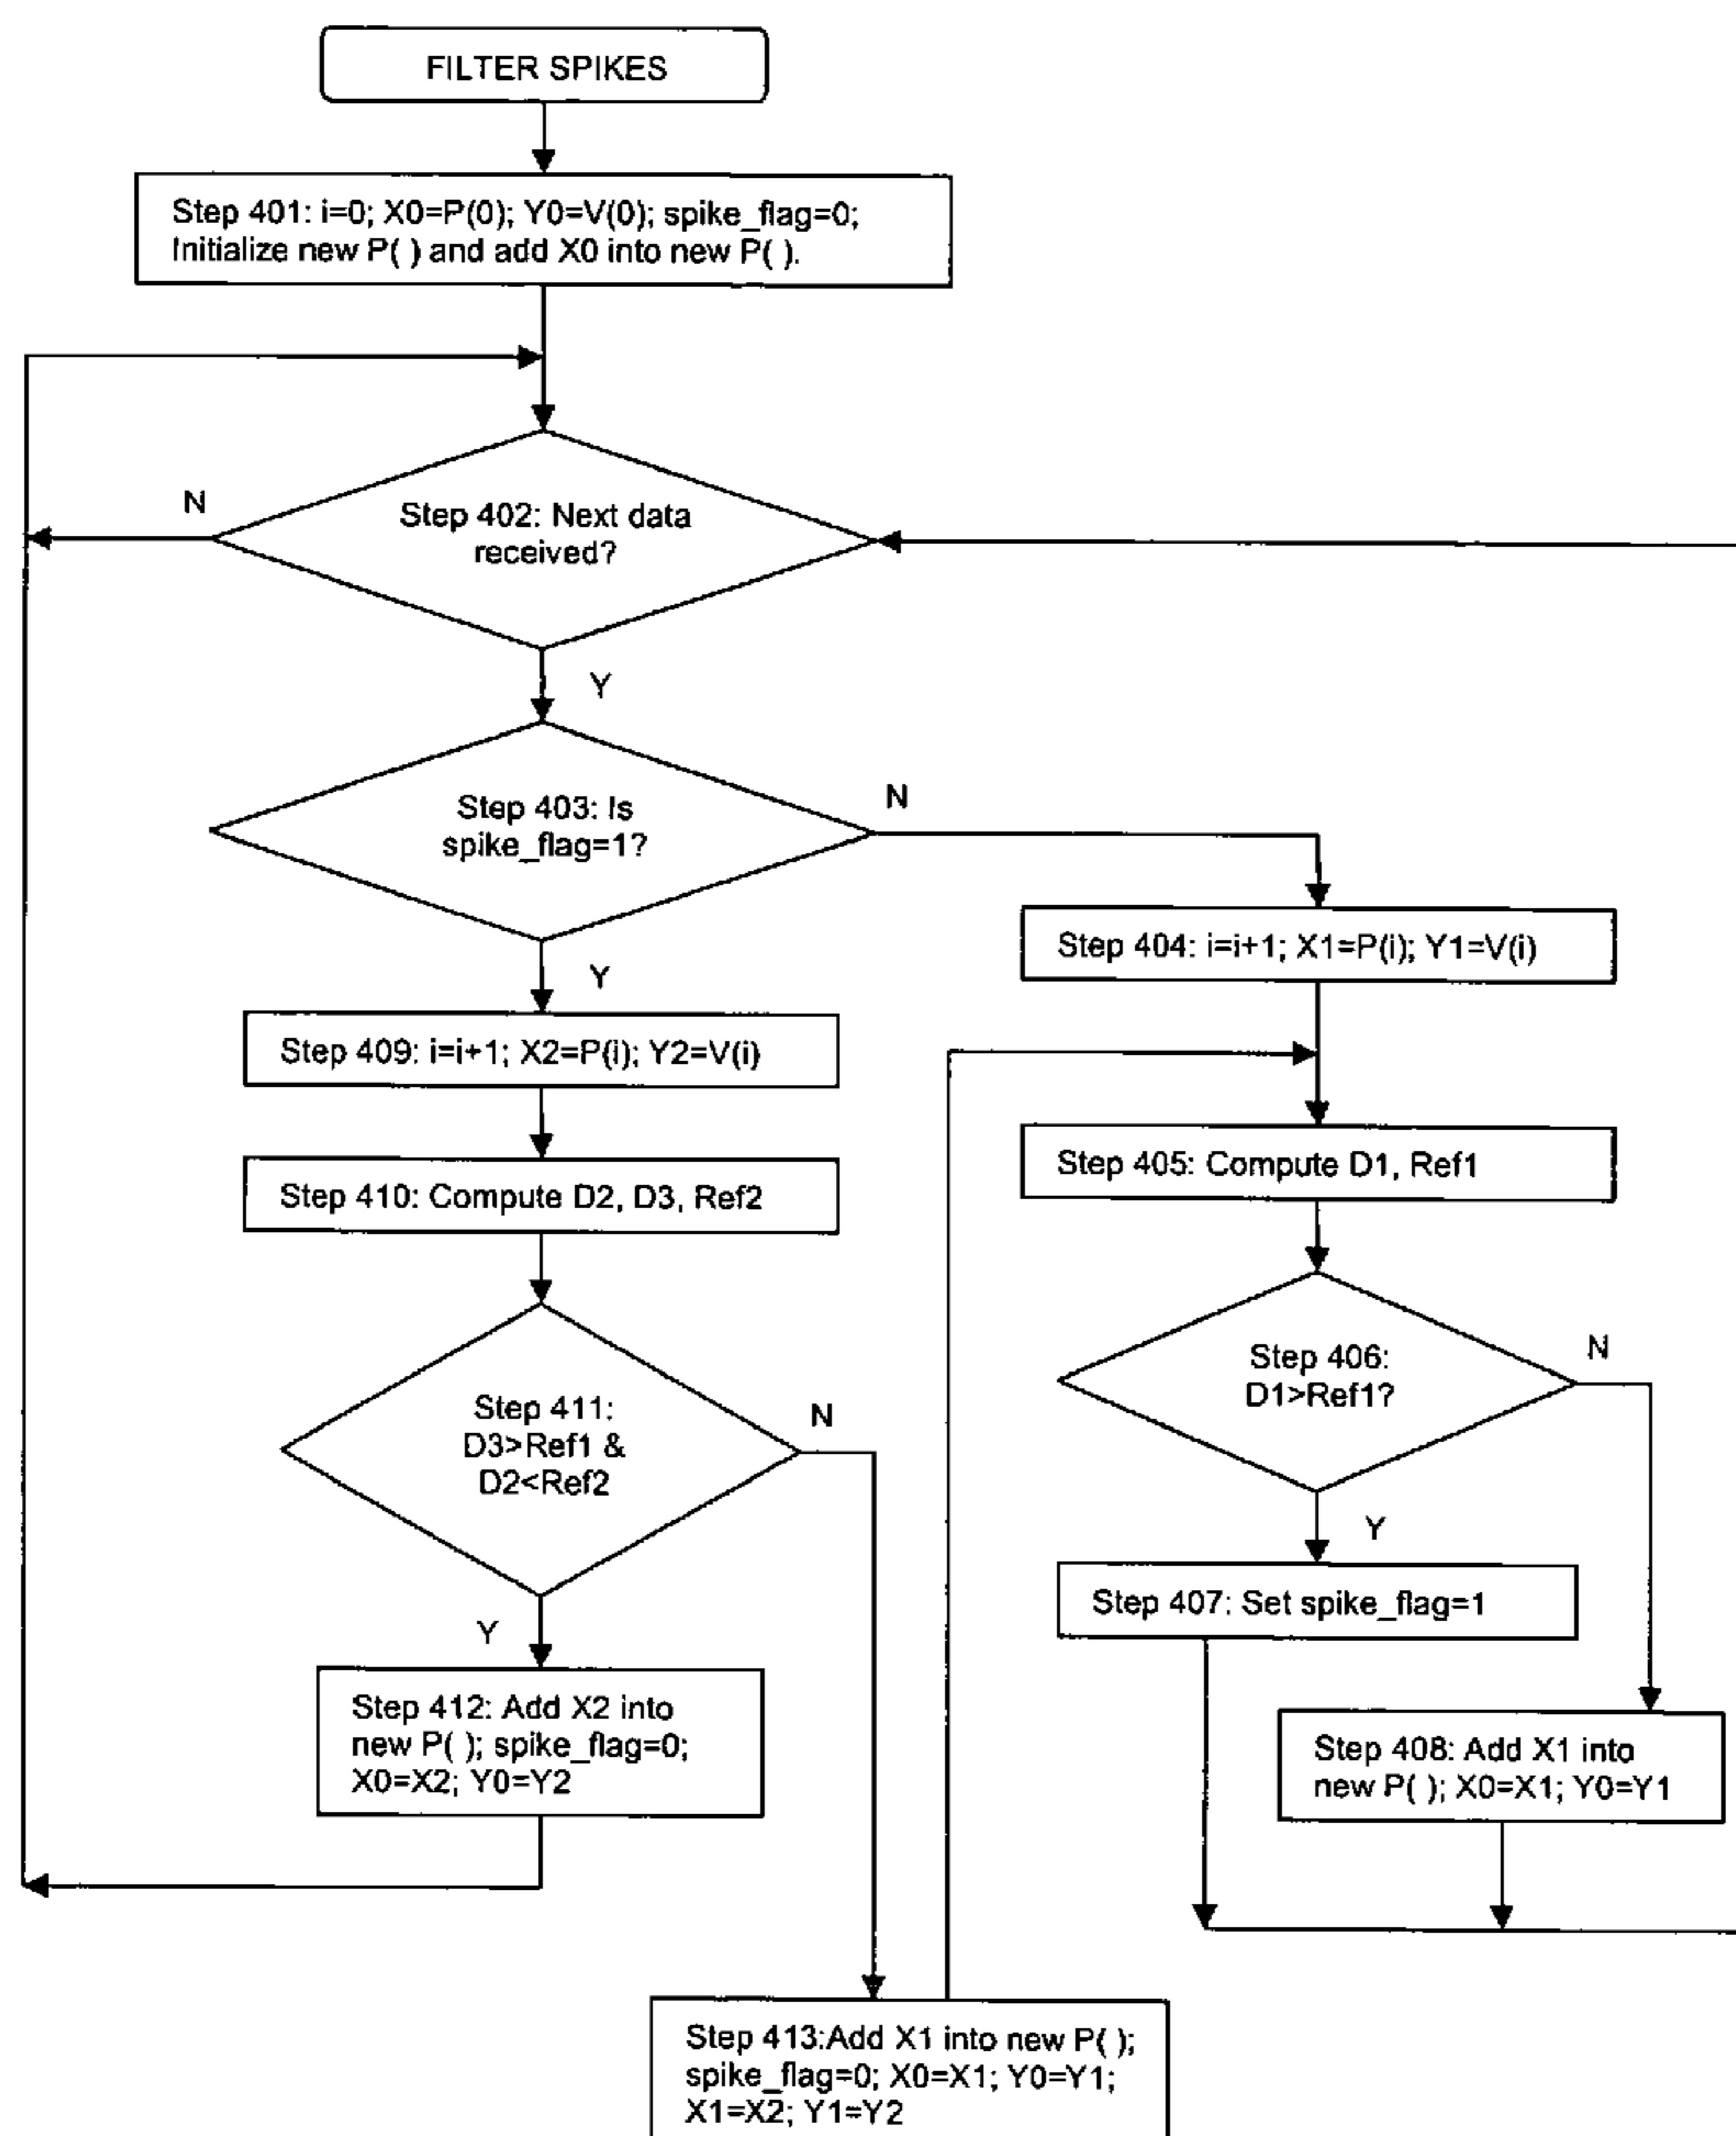 FILTER SPIKES
Step 401: i=0; X0=P(0); Y0=V(0); spike_flag=0;
Initialize new P( ) and add X0 into new P( ).
N
Step 402: Next data
received?
Y
Step 403: Is
spike_flag=1?
N
Step 404: i=i+1; X1=P(i); Y1=V(i)
Y
Step 409: i=i+1; X2=P(i); Y2=V(i)
Step 405: Compute D1, Ref1
Step 410: Compute D2, D3, Ref2
Step 406:
D1>Ref1?
N
Step 411:
D3>Ref1 &
D2<Ref2
N
Y
Step 407: Set spike_flag=1
Y
Step 412: Add X2 into
new P( ); spike_flag=0;
X0=X2; Y0=Y2
Step 408: Add X1 into
new P( ); X0=X1; Y0=Y1
Step 413:Add X1 into new P( );
spike_flag=0; X0=X1; Y0=Y1;
X1=X2; Y1=Y2